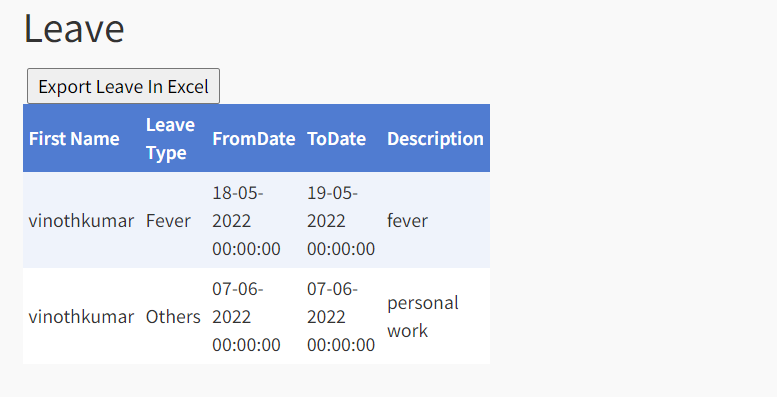 Leave
Export Leave In Excel
First Name Leave Type FromDate ToDate Description
vinothkumar Fever 18-05-2022 00:00:00 19-05-2022 00:00:00 fever
vinothkumar Others 07-06-2022 00:00:00 07-06-2022 00:00:00 personal work